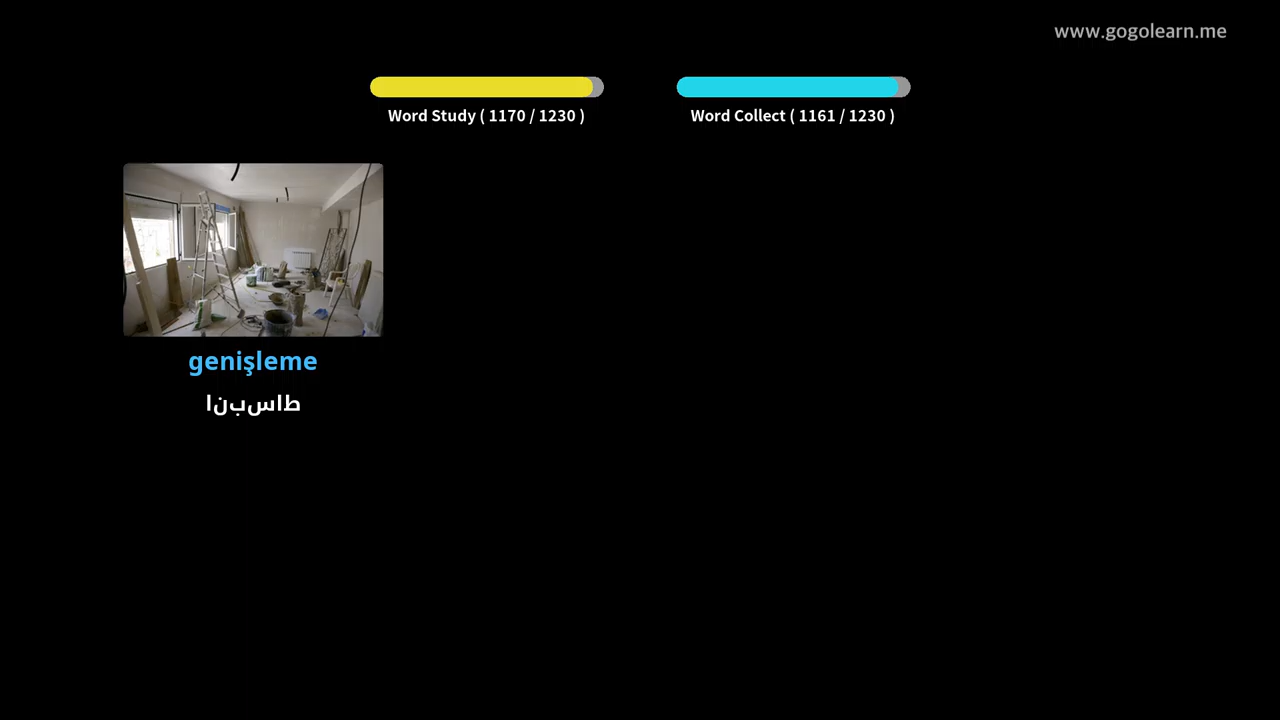 www.gogolearn.me
Word Study ( 1170 / 1230 )
Word Collect ( 1161 / 1230 )
genişleme
انبساط